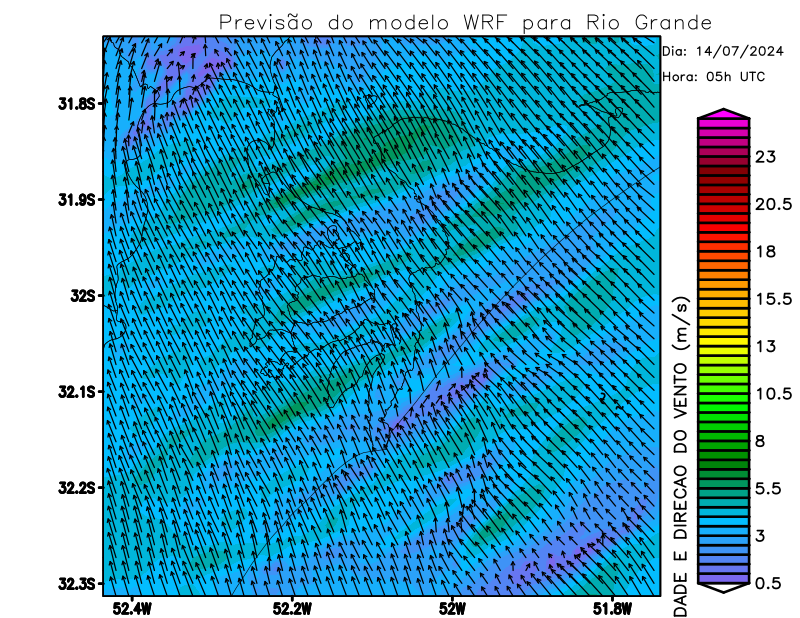 Previsão do modelo WRF para Rio Grande
Dia: 14/07/2024
Hora: 05h UTC
31.8S
31.9S
32S
32.1S
32.2S
32.3S
52.4W
52.2W
52W
51.8W
23
20.5
18
15.5
13
10.5
8
5.5
3
0.5
DADE E DIRECAO DO VENTO (m/s)